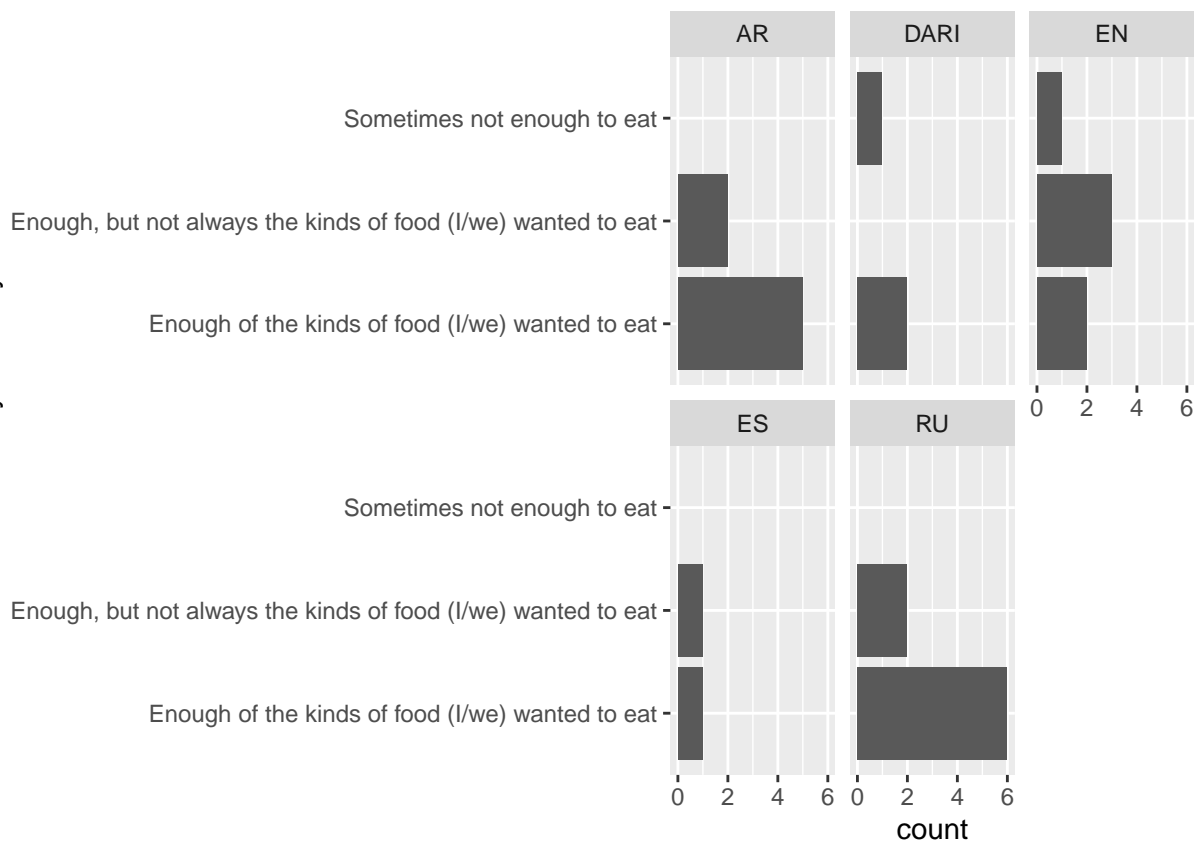 AR DARI EN
Sometimes not enough to eat
Enough, but not always the kinds of food (I/we) wanted to eat
Enough of the kinds of food (I/we) wanted to eat
0 2 4 6
ES RU
Sometimes not enough to eat
Enough, but not always the kinds of food (I/we) wanted to eat
Enough of the kinds of food (I/we) wanted to eat
0 2 4 6 0 2 4 6
count